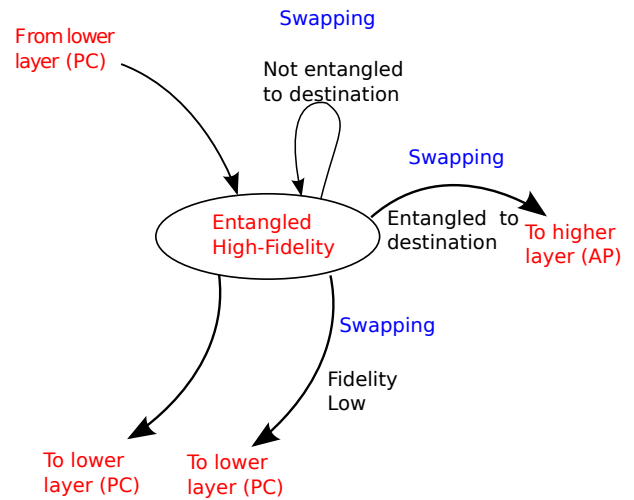 Swapping
From lower
layer (PC)
Not entangled
to destination
Swapping
Entangled
High-Fidelity
Entangled to
destination
To higher
layer (AP)
Swapping
Fidelity
Low
To lower
layer (PC)
To lower
layer (PC)